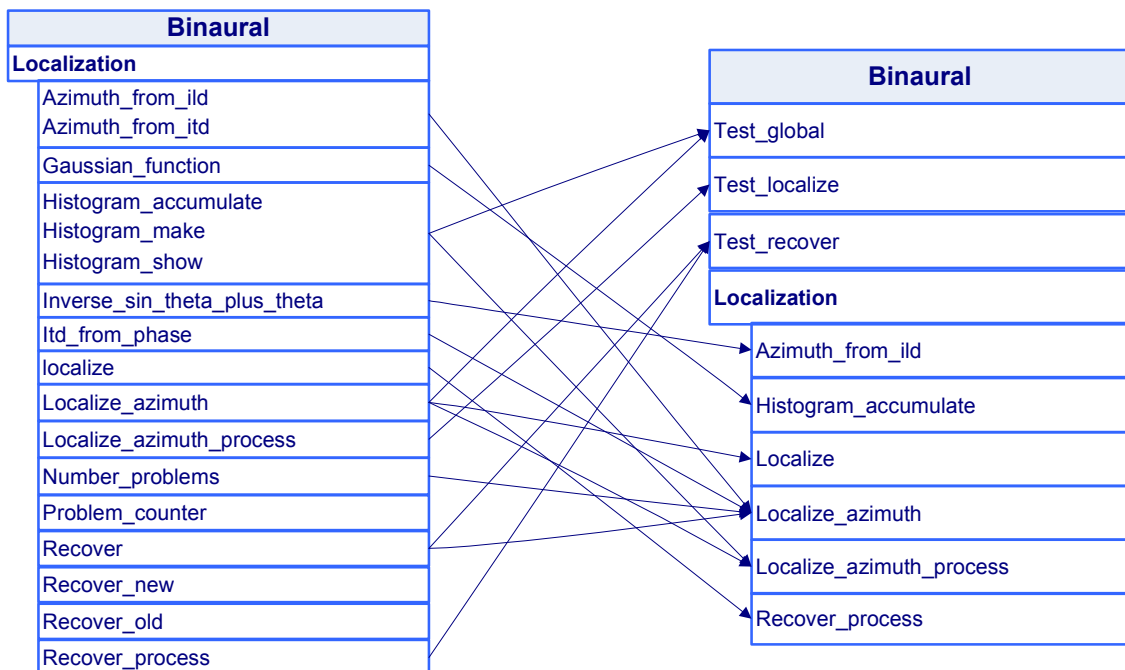 Binaural
Localization
Azimuth_from_ild
Azimuth_from_itd
Gaussian_function
Histogram_accumulate
Histogram_make
Histogram_show
Inverse_sin_theta_plus_theta
Itd_from_phase
localize
Localize_azimuth
Localize_azimuth_process
Number_problems
Problem_counter
Recover
Recover_new
Recover_old
Recover_process
Binaural
Test_global
Test_localize
Test_recover
Localization
Azimuth_from_ild
Histogram_accumulate
Localize
Localize_azimuth
Localize_azimuth_process
Recover_process